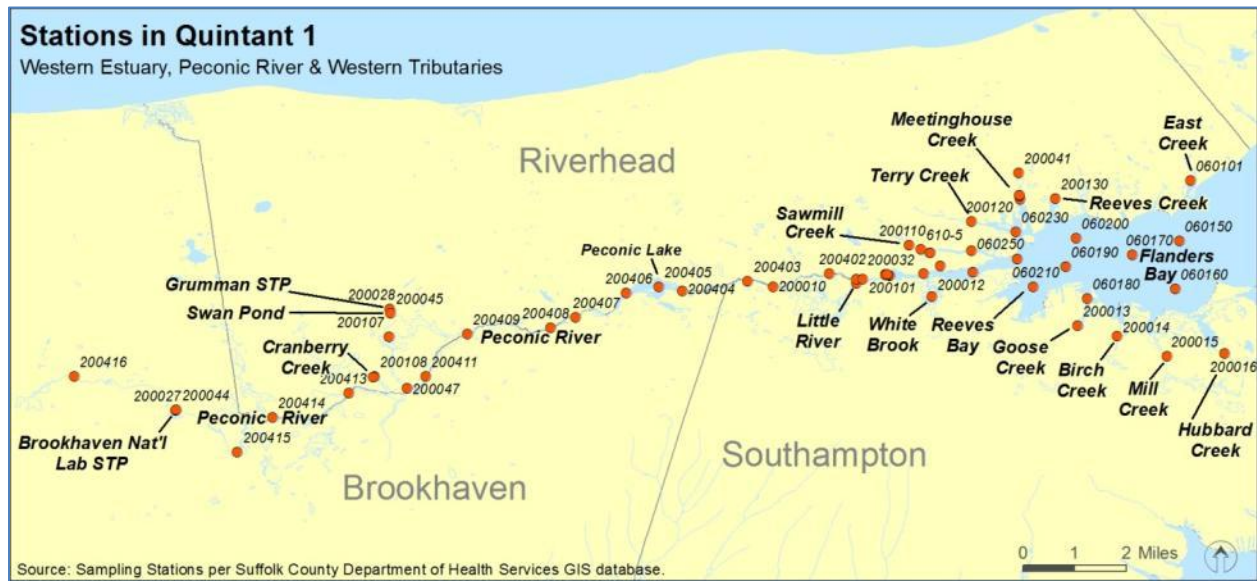 Stations in Quintant 1
Western Estuary, Peconic River & Western Tributaries
Meetinghouse
Creek
East
Creek
200041
060101
Riverhead
Terry Creek
200130
Reeves Creek
200120
Sawmill
Creek
200110
610-5
060230
060200
060150
Peconic Lake
060250
060190
060170
Flanders
Bay
Grumman STP
200028
200045
Swan Pond
200406
200405
200403
200402
200032
200404
200010
200101
200012
060210
060160
060180
200107
200407
200408
200409
Peconic River
Little
River
White
Brook
Reeves
Bay
200013
Goose
Creek
200014
Birch
Creek
200015
Mill
Creek
200016
Hubbard
Creek
Cranberry
Creek
200108
200411
200416
200413
200047
200027
200044
200414
Peconic River
Brookhaven Nat'l
Lab STP
200415
Southampton
Brookhaven
0 1 2 Miles
Source: Sampling Stations per Suffolk County Department of Health Services GIS database.